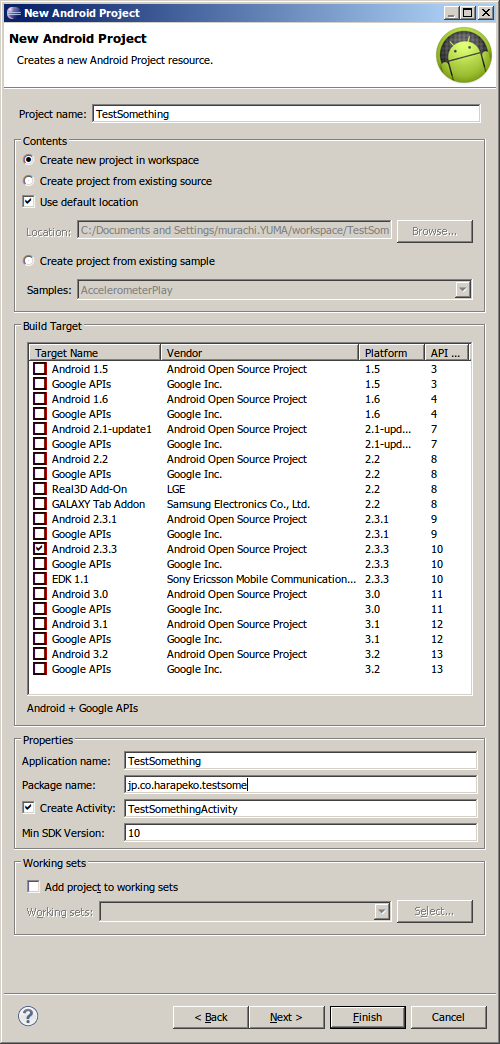 New Android Project
New Android Project
Creates a new Android Project resource.
Project name: TestSomething
Contents
Create new project in workspace
Create project from existing source
Use default location
Location: C:/Documents and Settings/murachi.YUMA/workspace/TestSom Browse...
Create project from existing sample
Samples: AccelerometerPlay
Build Target
Target Name Vendor Platform API ...
Android 1.5 Android Open Source Project 1.5 3
Google APIs Google Inc. 1.5 3
Android 1.6 Android Open Source Project 1.6 4
Google APIs Google Inc. 1.6 4
Android 2.1-update1 Android Open Source Project 2.1-upd... 7
Google APIs Google Inc. 2.1-upd... 7
Android 2.2 Android Open Source Project 2.2 8
Google APIs Google Inc. 2.2 8
Real3D Add-On LGE 2.2 8
GALAXY Tab Addon Samsung Electronics Co., Ltd. 2.2 8
Android 2.3.1 Android Open Source Project 2.3.1 9
Google APIs Google Inc. 2.3.1 9
Android 2.3.3 Android Open Source Project 2.3.3 10
Google APIs Google Inc. 2.3.3 10
EDK 1.1 Sony Ericsson Mobile Communication... 2.3.3 10
Android 3.0 Android Open Source Project 3.0 11
Google APIs Google Inc. 3.0 11
Android 3.1 Android Open Source Project 3.1 12
Google APIs Google Inc. 3.1 12
Android 3.2 Android Open Source Project 3.2 13
Google APIs Google Inc. 3.2 13
Android + Google APIs
Properties
Application name: TestSomething
Package name: jp.co.harapeko.testsome
Create Activity: TestSomethingActivity
Min SDK Version: 10
Working sets
Add project to working sets
Working sets: Select...
? < Back Next > Finish Cancel